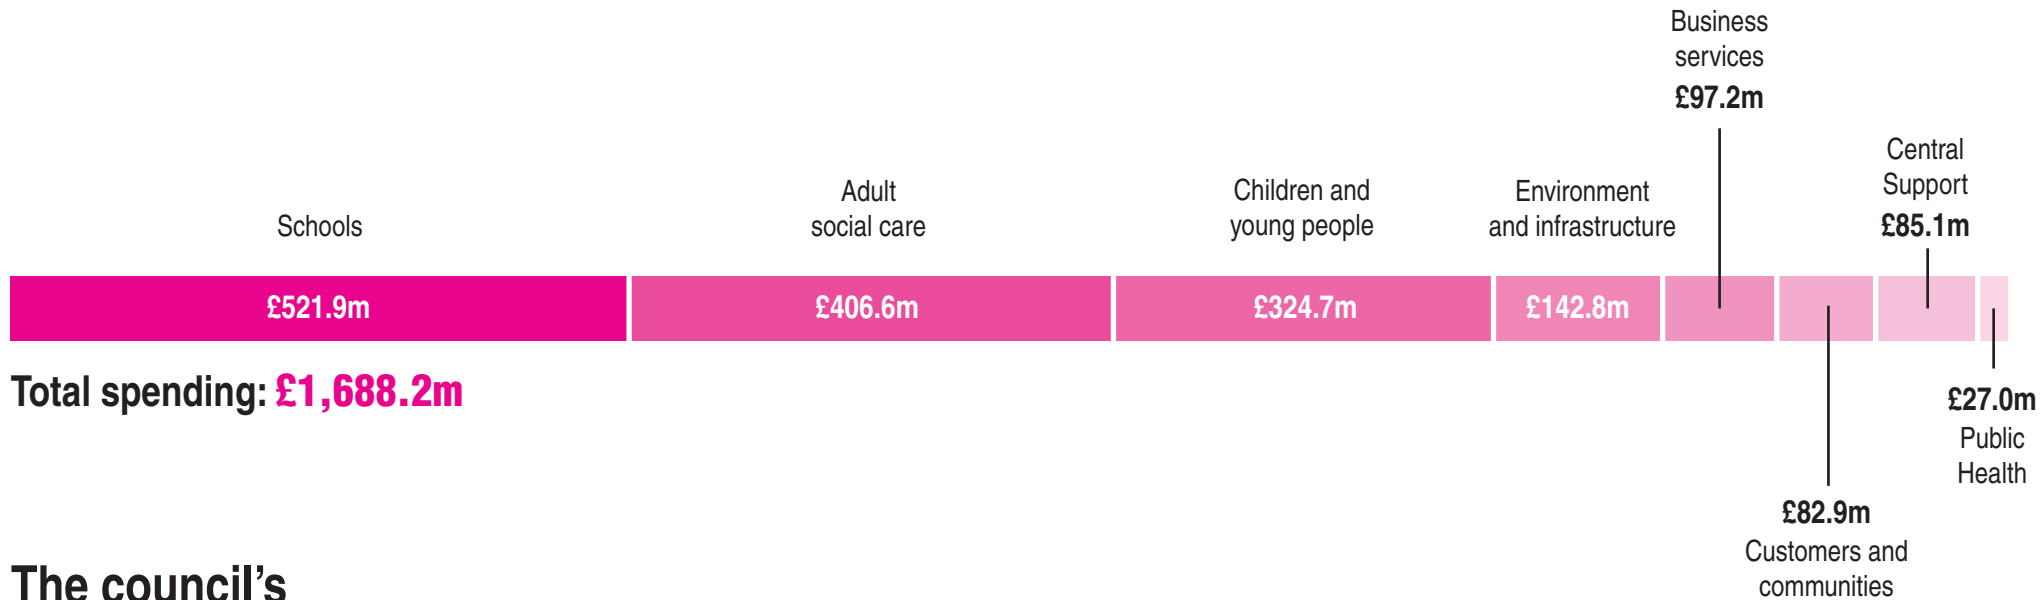 Business
services
£97.2m
Central
Support
£85.1m
Schools
Adult
social care
Children and
young people
Environment
and infrastructure
£521.9m
£406.6m
£324.7m
£142.8m
Total spending: £1,688.2m
£27.0m
Public
Health
£82.9m
Customers and
communities
The council’s